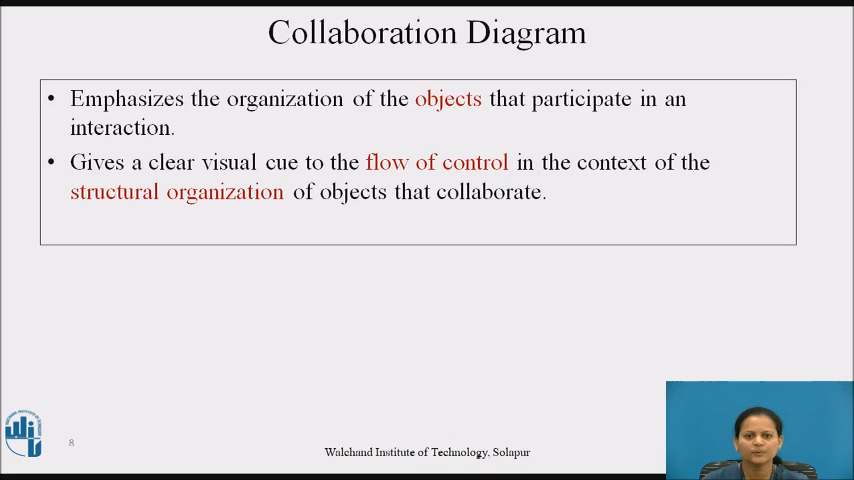 Collaboration Diagram
• Emphasizes the organization of the objects that participate in an
interaction.
• Gives a clear visual cue to the flow of control in the context of the
structural organization of objects that collaborate.
8
Walchand Institute of Technology, Solapur